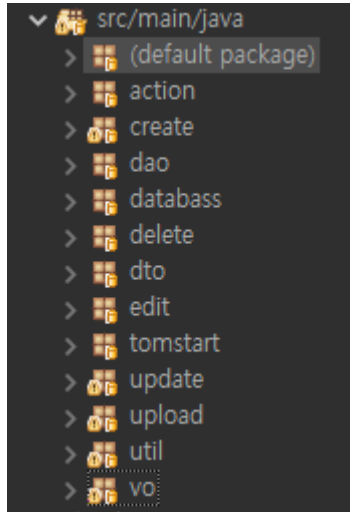 src/main/java
(default package)
action
create
dao
databass
delete
dto
edit
tomstart
update
upload
util
vo